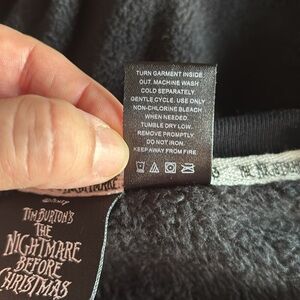 TURN GARMENT INSIDE
OUT. MACHINE WASH
COLD SEPARATELY.
GENTLE CYCLE. USE ONLY
NON-CHLORINE BLEACH
WHEN NEEDED.
TUMBLE DRY LOW.
REMOVE PROMPTLY.
DO NOT IRON.
KEEP AWAY FROM FIRE.
NIGHTMARE
Disney
TIM BURTON'S
THE
NIGHTMARE
BEFORE
CHRISTMAS